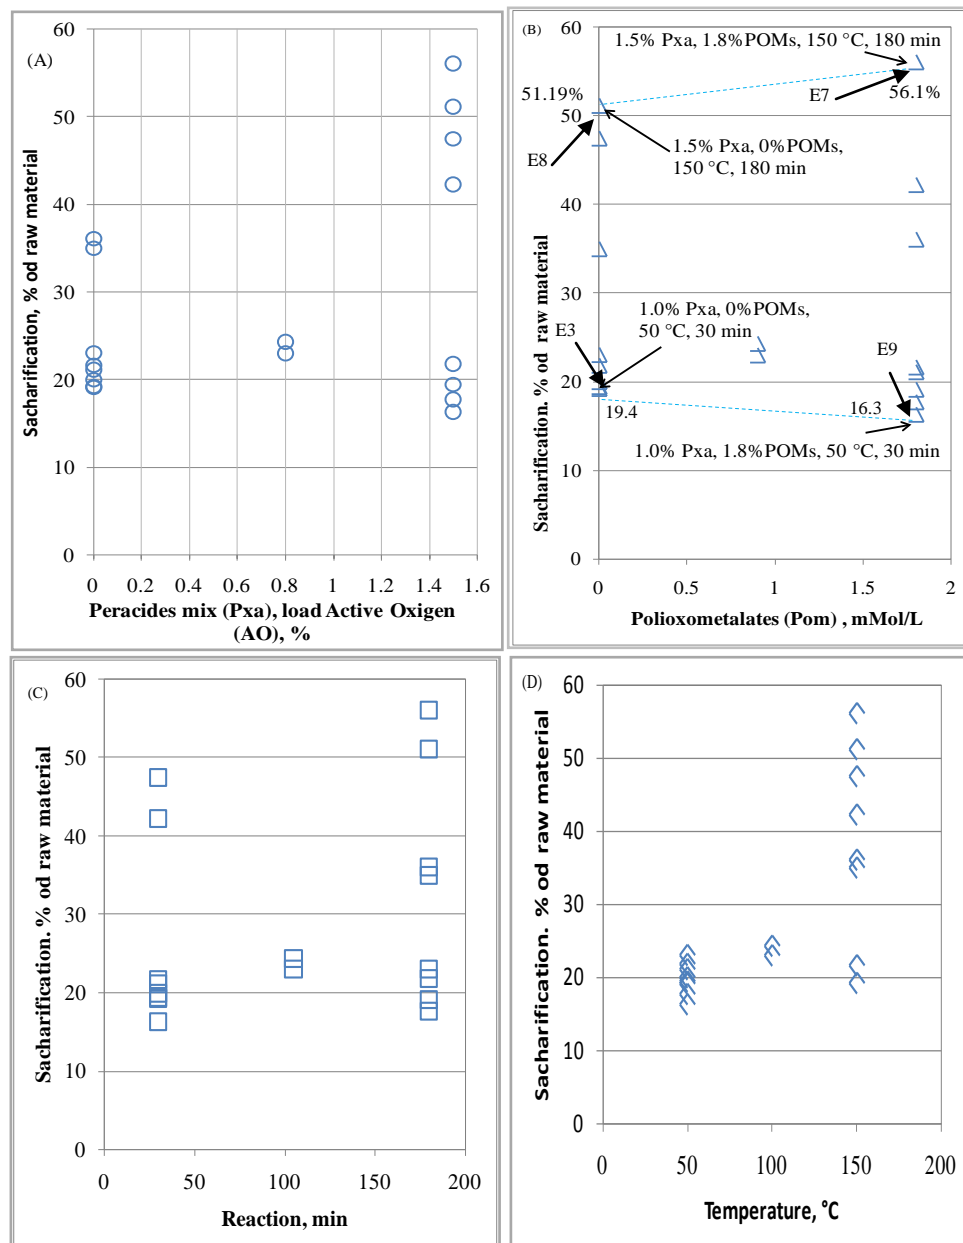 (A)
60
50
40
30
20
10
0
Sacharification, % od raw material
0 0.2 0.4 0.6 0.8 1 1.2 1.4 1.6
Peracides mix (Pxa), load Active Oxigen
(AO), %
(B)
60
50
40
30
20
10
0
Sacharification. % od raw material
1.5% Pxa, 1.8%POMs, 150 °C, 180 min
E7
56.1%
51.19%
E8
1.5% Pxa, 0%POMs,
150 °C, 180 min
1.0% Pxa, 0%POMs,
50 °C, 30 min
E3
E9
19.4
16.3
1.0% Pxa, 1.8%POMs, 50 °C, 30 min
0 0.5 1 1.5 2
Polioxometalates (Pom) , mMol/L
(C)
60
50
40
30
20
10
0
Sacharification. % od raw material
0 50 100 150 200
Reaction, min
(D)
60
50
40
30
20
10
0
Sacharification. % od raw material
0 50 100 150 200
Temperature, °C